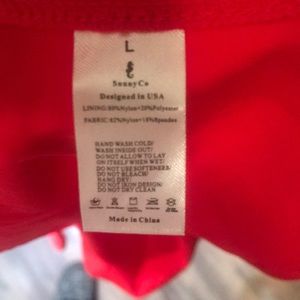 L
SunnyCo
Designed in USA
LINING:80%Nylon+20%Polyester
FABRIC:82%Nylon+18%Spandex
HAND WASH COLD/
WASH INSIDE OUT/
DO NOT ALLOW TO LAY
ON ITSELF WHEN WET/
DO NOT USE SOFTENERS/
DO NOT BLEACH/
HANG DRY/
DO NOT IRON DESIGN/
DO NOT DRY CLEAN
Made in China